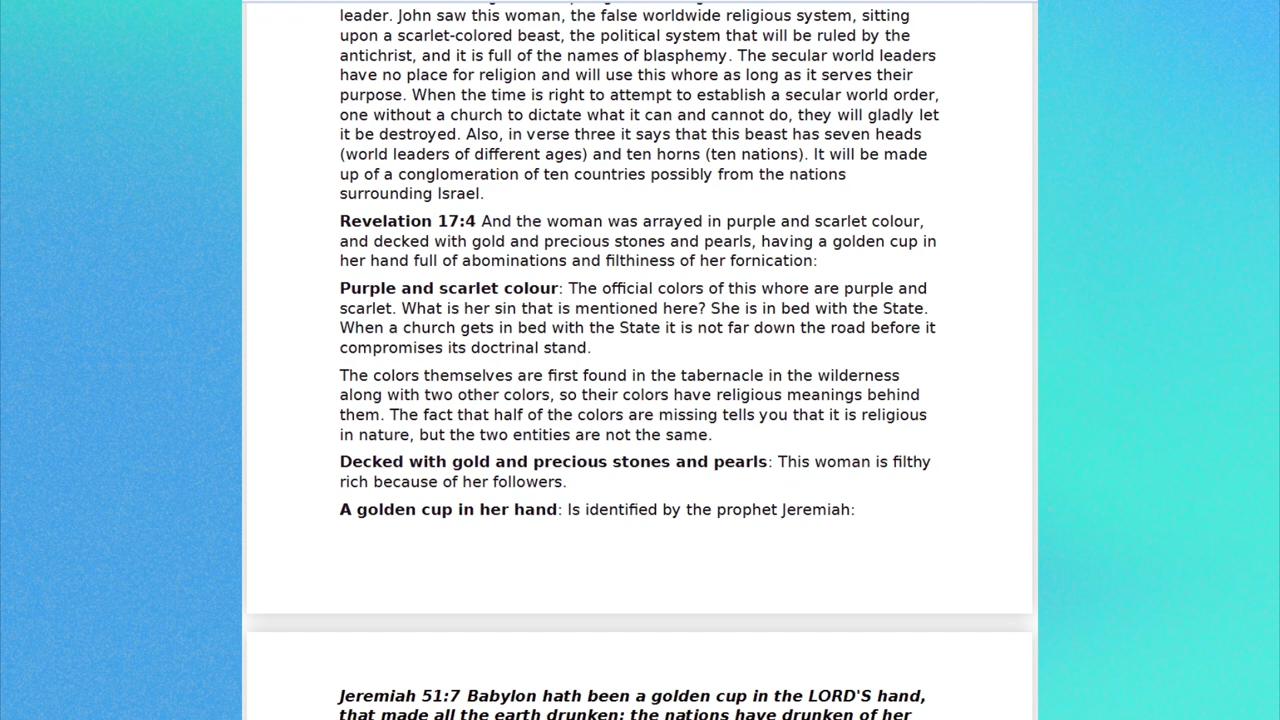 leader. John saw this woman, the false worldwide religious system, sitting
upon a scarlet-colored beast, the political system that will be ruled by the
antichrist, and it is full of the names of blasphemy. The secular world leaders
have no place for religion and will use this whore as long as it serves their
purpose. When the time is right to attempt to establish a secular world order,
one without a church to dictate what it can and cannot do, they will gladly let
it be destroyed. Also, in verse three it says that this beast has seven heads
(world leaders of different ages) and ten horns (ten nations). It will be made
up of a conglomeration of ten countries possibly from the nations
surrounding Israel.
Revelation 17:4 And the woman was arrayed in purple and scarlet colour,
and decked with gold and precious stones and pearls, having a golden cup in
her hand full of abominations and filthiness of her fornication:
Purple and scarlet colour: The official colors of this whore are purple and
scarlet. What is her sin that is mentioned here? She is in bed with the State.
When a church gets in bed with the State it is not far down the road before it
compromises its doctrinal stand.
The colors themselves are first found in the tabernacle in the wilderness
along with two other colors, so their colors have religious meanings behind
them. The fact that half of the colors are missing tells you that it is religious
in nature, but the two entities are not the same.
Decked with gold and precious stones and pearls: This woman is filthy
rich because of her followers.
A golden cup in her hand: Is identified by the prophet Jeremiah:
Jeremiah 51:7 Babylon hath been a golden cup in the LORD'S hand,
that made all the earth drunken: the nations have drunken of her